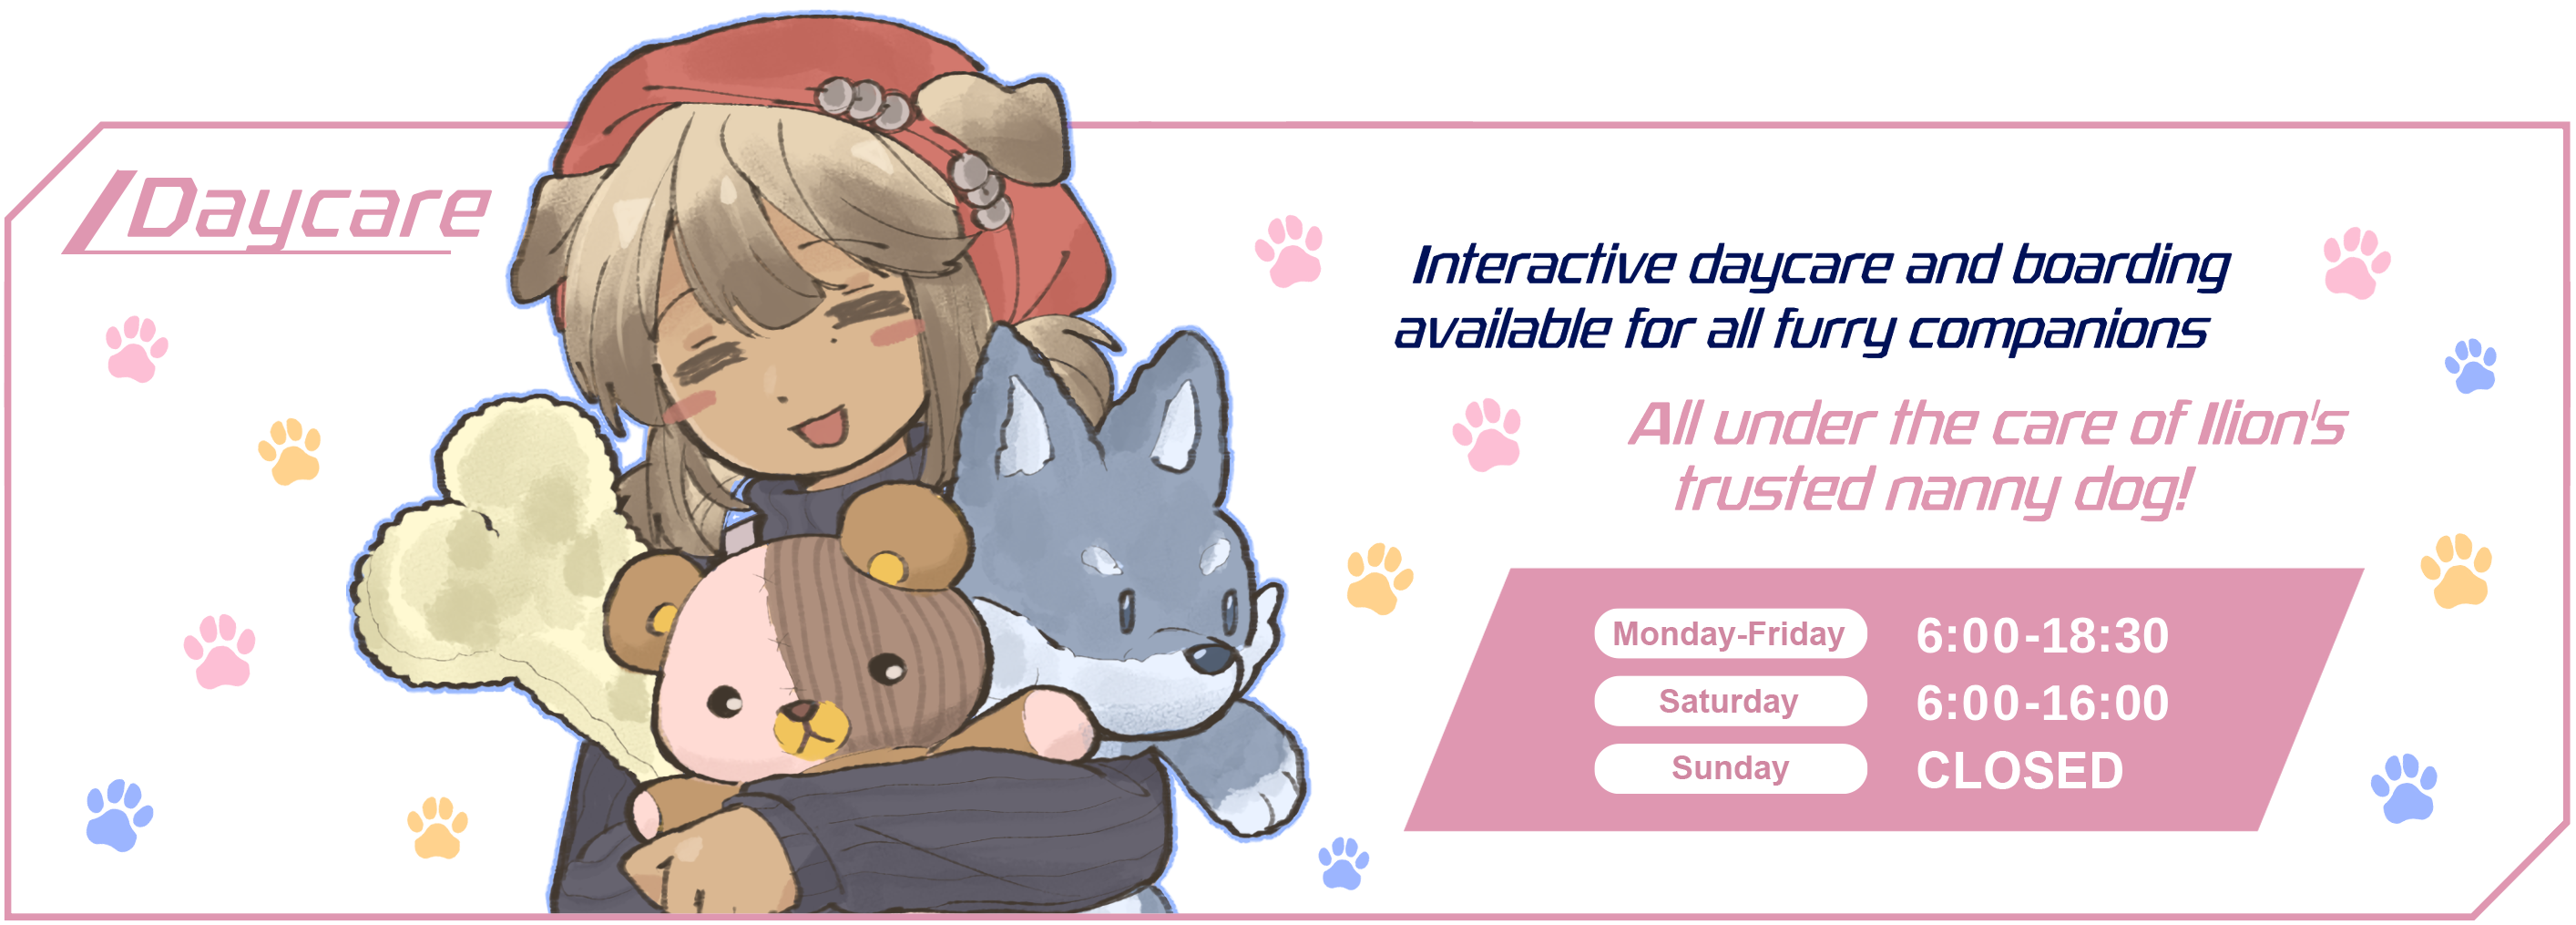 Daycare
Interactive daycare and boarding
available for all furry companions
All under the care of Ilion's
trusted nanny dog!
Monday-Friday 6:00-18:30
Saturday 6:00-16:00
Sunday CLOSED